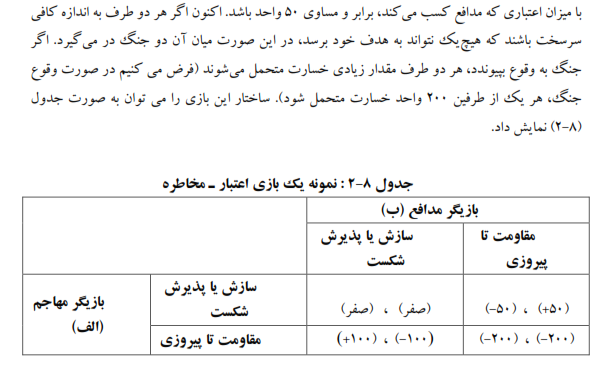 با میزان اعتباری که مدافع کسب می‌کند، برابر و مساوی ۵۰ واحد باشد. اکنون اگر هر دو طرف به اندازه کافی
سرسخت باشند که هیچ‌یک نتواند به هدف خود برسد، در این صورت میان آن دو جنگ در می‌گیرد. اگر
جنگ به وقوع بپیوندد، هر دو طرف مقدار زیادی خسارت متحمل می‌شوند (فرض می کنیم در صورت وقوع
جنگ، هر یک از طرفین ۲۰۰ واحد خسارت متحمل شود). ساختار این بازی را می توان به صورت جدول
(۸-۲) نمایش داد.
جدول ۸-۲ : نمونه یک بازی اعتبار ـ مخاطره
بازیگر مدافع (ب)
مقاومت تا
پیروزی
سازش یا پذیرش
شکست
بازیگر مهاجم
(الف)
سازش یا پذیرش
شکست
(۵۰+) ، (۵۰-)
(صفر) ، (صفر)
مقاومت تا پیروزی
(۲۰۰-) ، (۲۰۰-)
(۱۰۰-) ، (۱۰۰+)